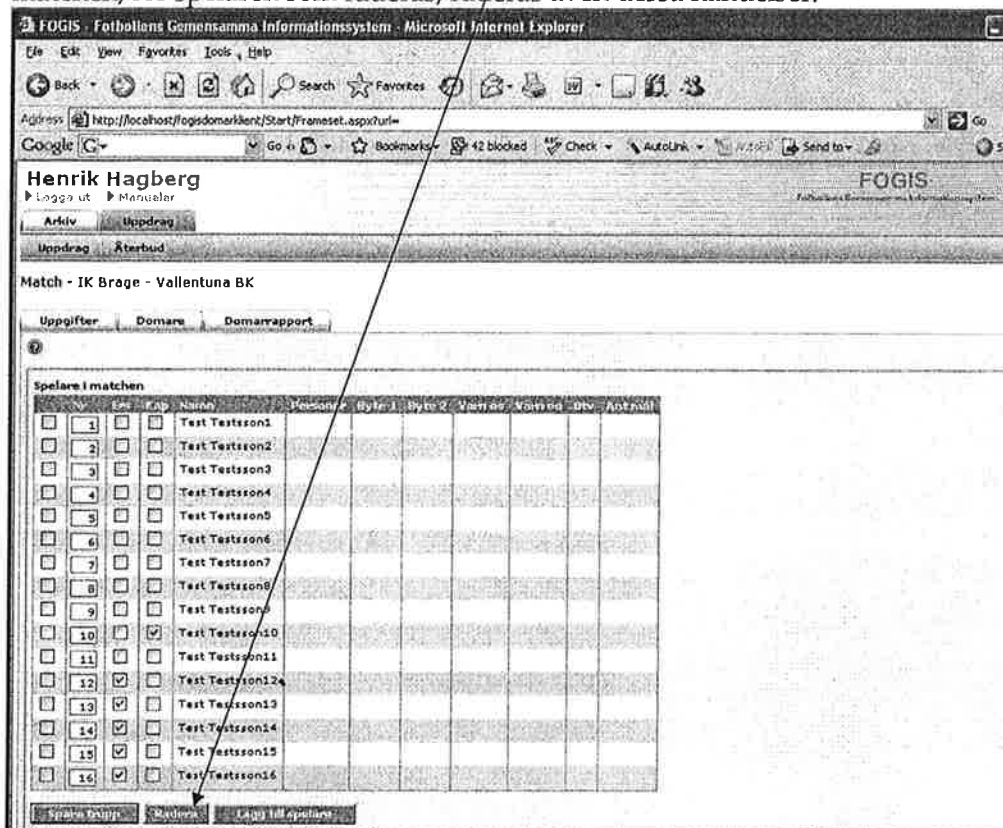 FOGIS - Fotbollens Gemensamma Informationssystem - Microsoft Internet Explorer
File Edit View Favorites Tools Help
Back Search Favorites
Address http://localhost/fogisdomarklient/Start/Frameset.aspx?url= Go
Google G Go Bookmarks 42 blocked Check AutoLink Send to
Henrik Hagberg FOGIS
Logga ut Manualer
Arkiv Uppdrag
Uppdrag Återbud
Match - IK Brage - Vallentuna BK
Uppgifter Domare Domarrapport
Spelare I matchen
Namn Personnr Byte 1 Byte 2 Utv Ant mål
1 Test Testsson1
2 Test Testsson2
3 Test Testsson3
4 Test Testsson4
5 Test Testsson5
6 Test Testsson6
7 Test Testsson7
8 Test Testsson8
9 Test Testsson9
10 Test Testsson10
11 Test Testsson11
12 Test Testsson12
13 Test Testsson13
14 Test Testsson14
15 Test Testsson15
16 Test Testsson16
Spara trupp Radera Lägg till spelare